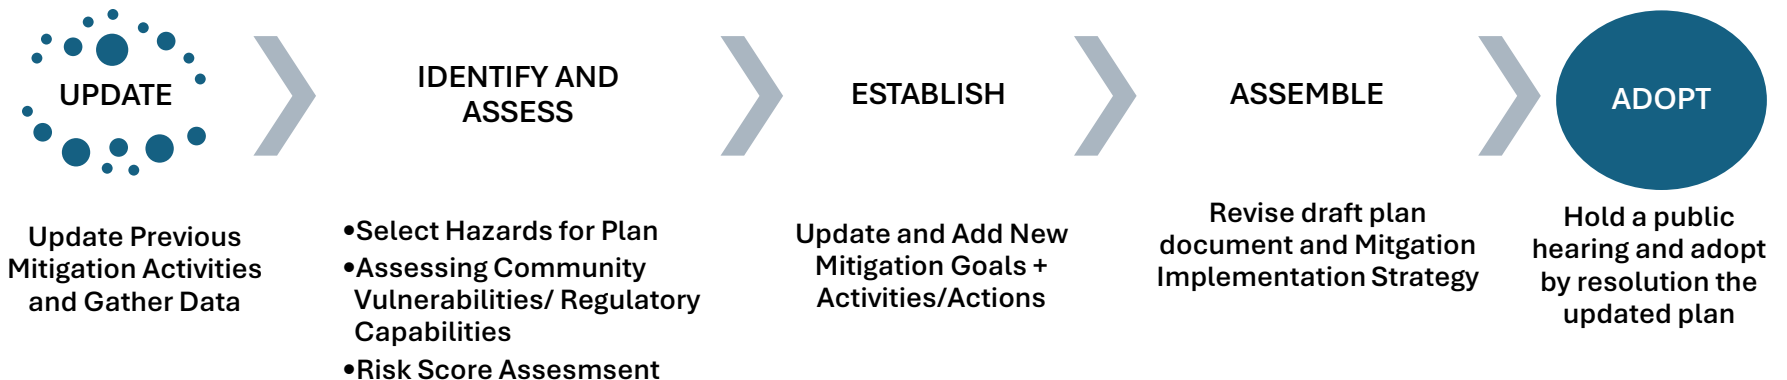 UPDATE
Update Previous
Mitigation Activities
and Gather Data
IDENTIFY AND
ASSESS
•Select Hazards for Plan
•Assessing Community
Vulnerabilities/ Regulatory
Capabilities
•Risk Score Assesmsent
ESTABLISH
Update and Add New
Mitigation Goals +
Activities/Actions
ASSEMBLE
Revise draft plan
document and Mitgation
Implementation Strategy
ADOPT
Hold a public
hearing and adopt
by resolution the
updated plan